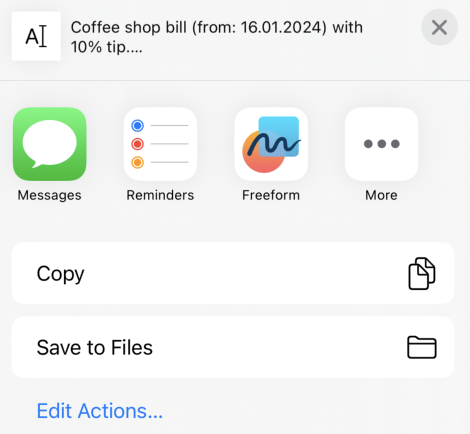 A
Coffee shop bill (from: 16.01.2024) with
10% tip....
Messages
Reminders
Freeform
More
Copy
Save to Files
Edit Actions...